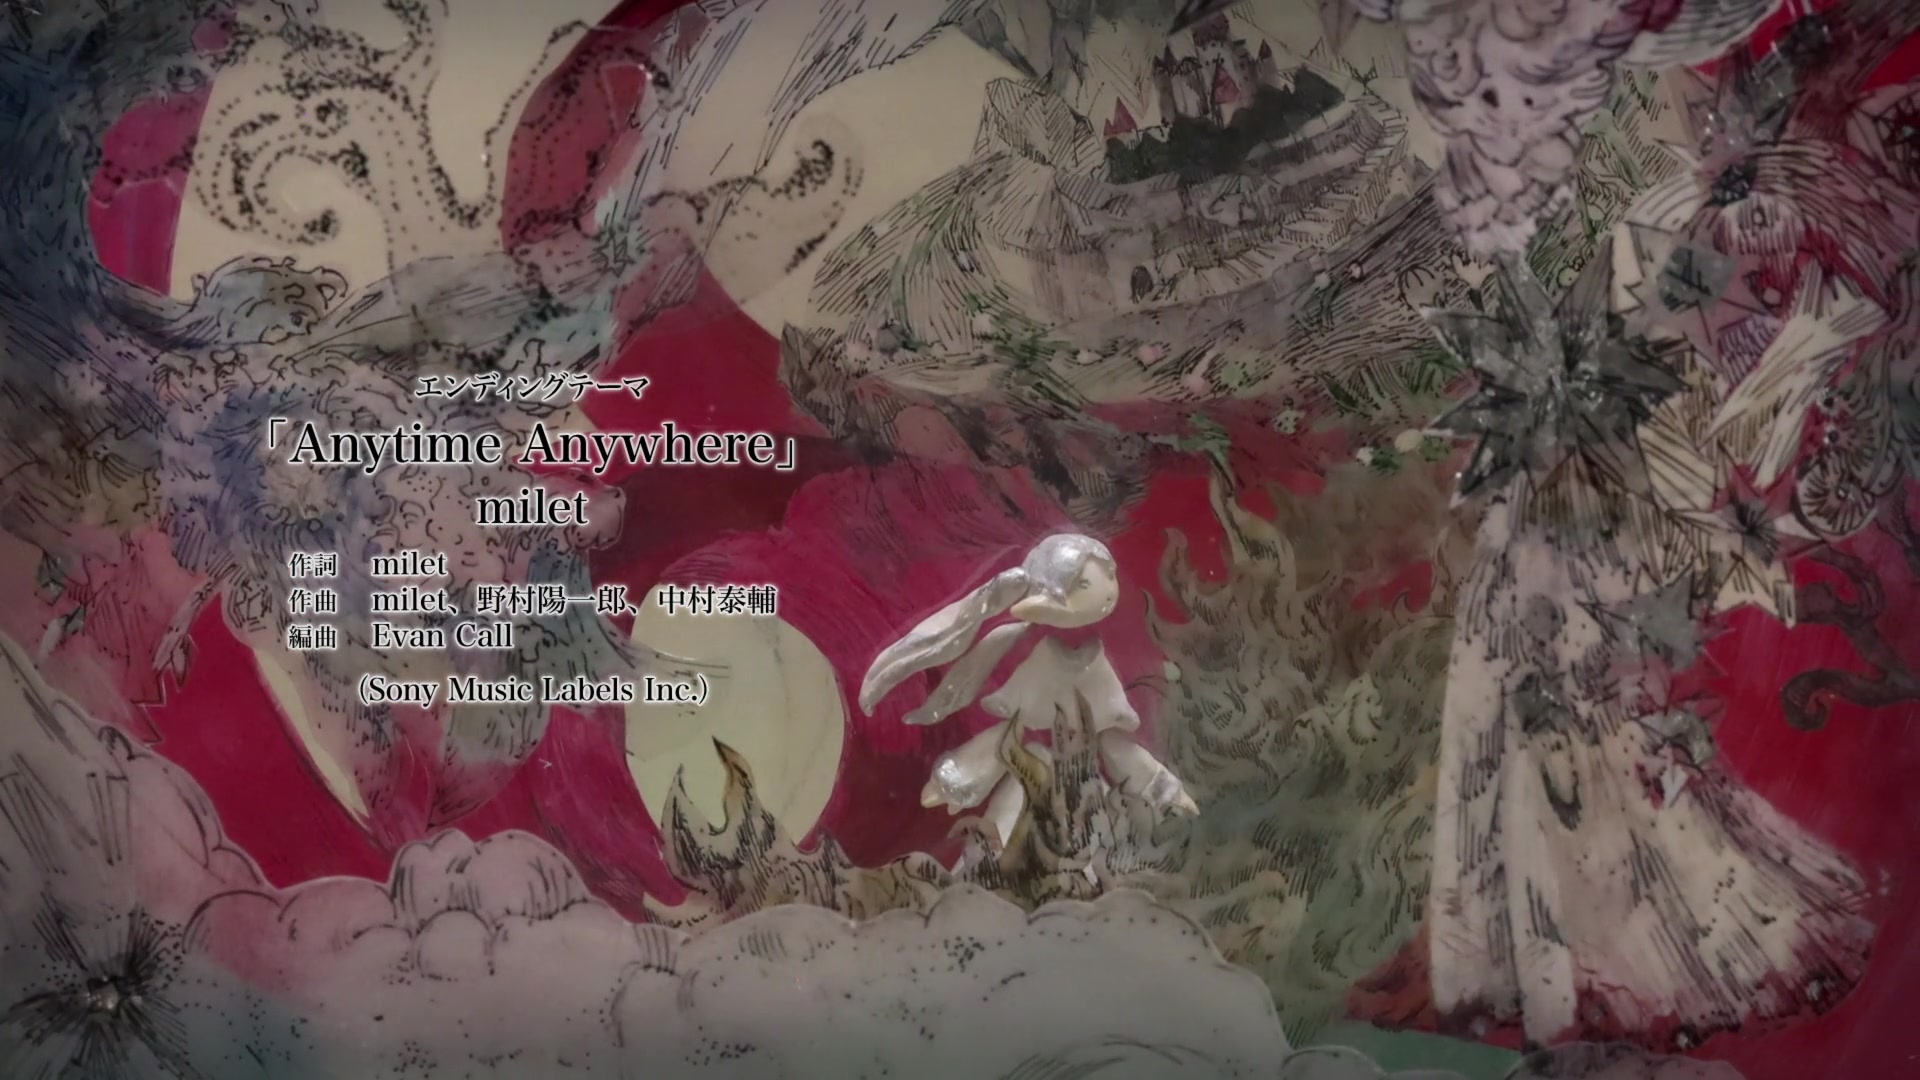 エンディングテーマ
「Anytime Anywhere」
milet
作詞 milet
作曲 milet、野村陽一郎、中村泰輔
編曲 Evan Call
(Sony Music Labels Inc.)